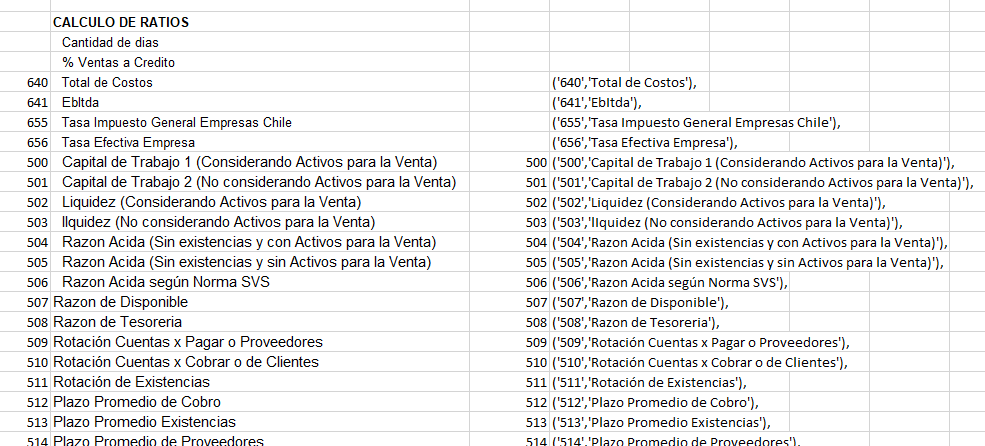 CALCULO DE RATIOS
Cantidad de dias
% Ventas a Credito
640 Total de Costos ('640','Total de Costos'),
641 EbItda ('641','EbItda'),
655 Tasa Impuesto General Empresas Chile ('655','Tasa Impuesto General Empresas Chile'),
656 Tasa Efectiva Empresa ('656','Tasa Efectiva Empresa'),
500 Capital de Trabajo 1 (Considerando Activos para la Venta) 500 ('500','Capital de Trabajo 1 (Considerando Activos para la Venta)'),
501 Capital de Trabajo 2 (No considerando Activos para la Venta) 501 ('501','Capital de Trabajo 2 (No considerando Activos para la Venta)'),
502 Liquidez (Considerando Activos para la Venta) 502 ('502','Liquidez (Considerando Activos para la Venta)'),
503 lIquidez (No considerando Activos para la Venta) 503 ('503','lIquidez (No considerando Activos para la Venta)'),
504 Razon Acida (Sin existencias y con Activos para la Venta) 504 ('504','Razon Acida (Sin existencias y con Activos para la Venta)'),
505 Razon Acida (Sin existencias y sin Activos para la Venta) 505 ('505','Razon Acida (Sin existencias y sin Activos para la Venta)'),
506 Razon Acida según Norma SVS 506 ('506','Razon Acida según Norma SVS'),
507 Razon de Disponible 507 ('507','Razon de Disponible'),
508 Razon de Tesoreria 508 ('508','Razon de Tesoreria'),
509 Rotación Cuentas x Pagar o Proveedores 509 ('509','Rotación Cuentas x Pagar o Proveedores'),
510 Rotación Cuentas x Cobrar o de Clientes 510 ('510','Rotación Cuentas x Cobrar o de Clientes'),
511 Rotación de Existencias 511 ('511','Rotación de Existencias'),
512 Plazo Promedio de Cobro 512 ('512','Plazo Promedio de Cobro'),
513 Plazo Promedio Existencias 513 ('513','Plazo Promedio Existencias'),
514 Plazo Promedio de Proveedores 514 ('514','Plazo Promedio de Proveedores'),